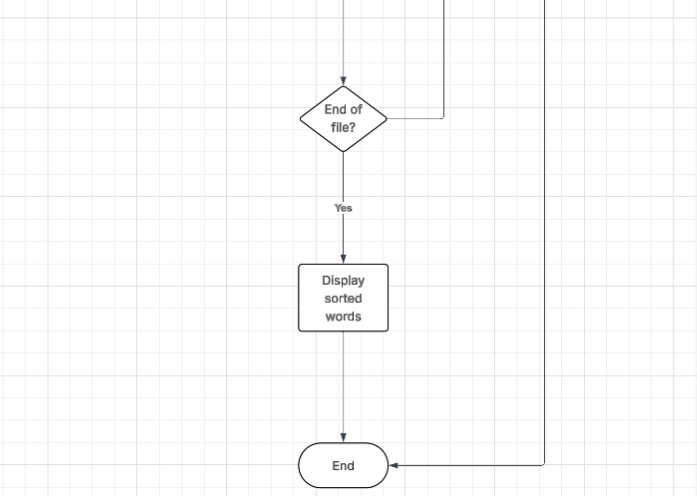 End of
file?
Yes
Display
sorted
words
End